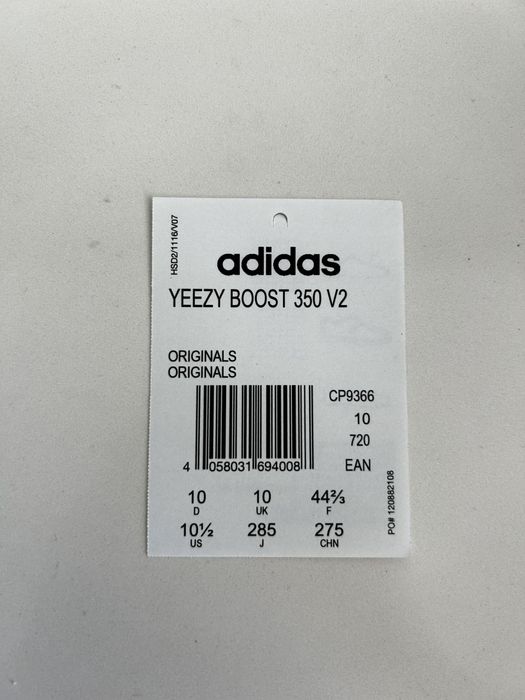 HSD2/1116/V07
adidas
YEEZY BOOST 350 V2
ORIGINALS
ORIGINALS
CP9366
10
720
4 058031 694008 EAN
10 10 44⅔
D UK F
10½ 285 275
US J CHN
PO# 120882108